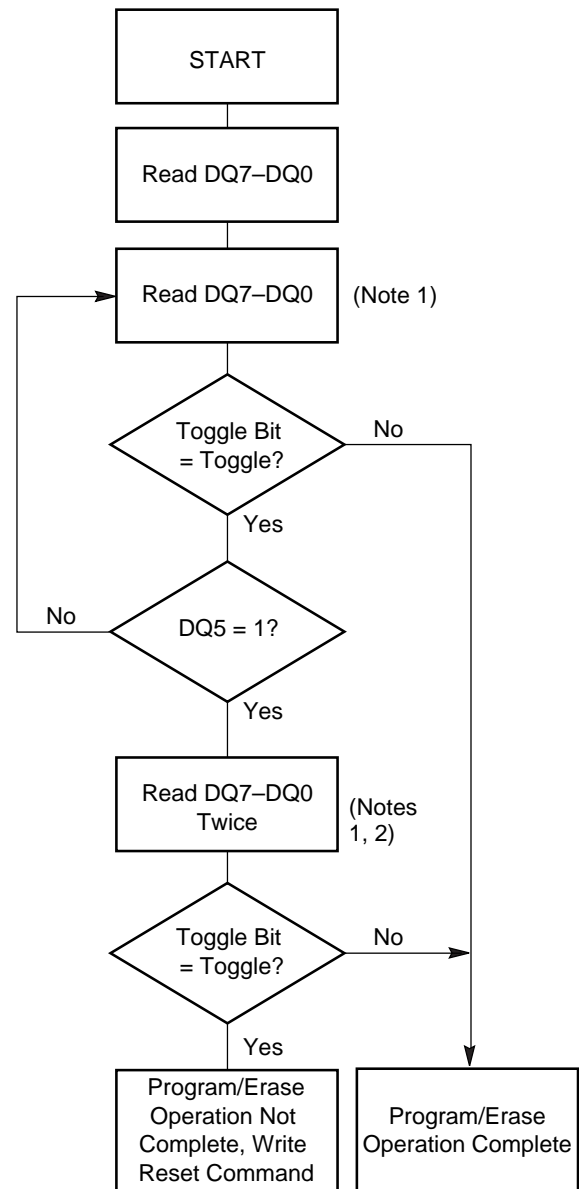 START
Read DQ7–DQ0
Read DQ7–DQ0
(Note 1)
Toggle Bit
= Toggle?
No
Yes
No
DQ5 = 1?
Yes
Read DQ7–DQ0
Twice
(Notes
1, 2)
Toggle Bit
= Toggle?
No
Yes
Program/Erase
Operation Not
Complete, Write
Reset Command
Program/Erase
Operation Complete